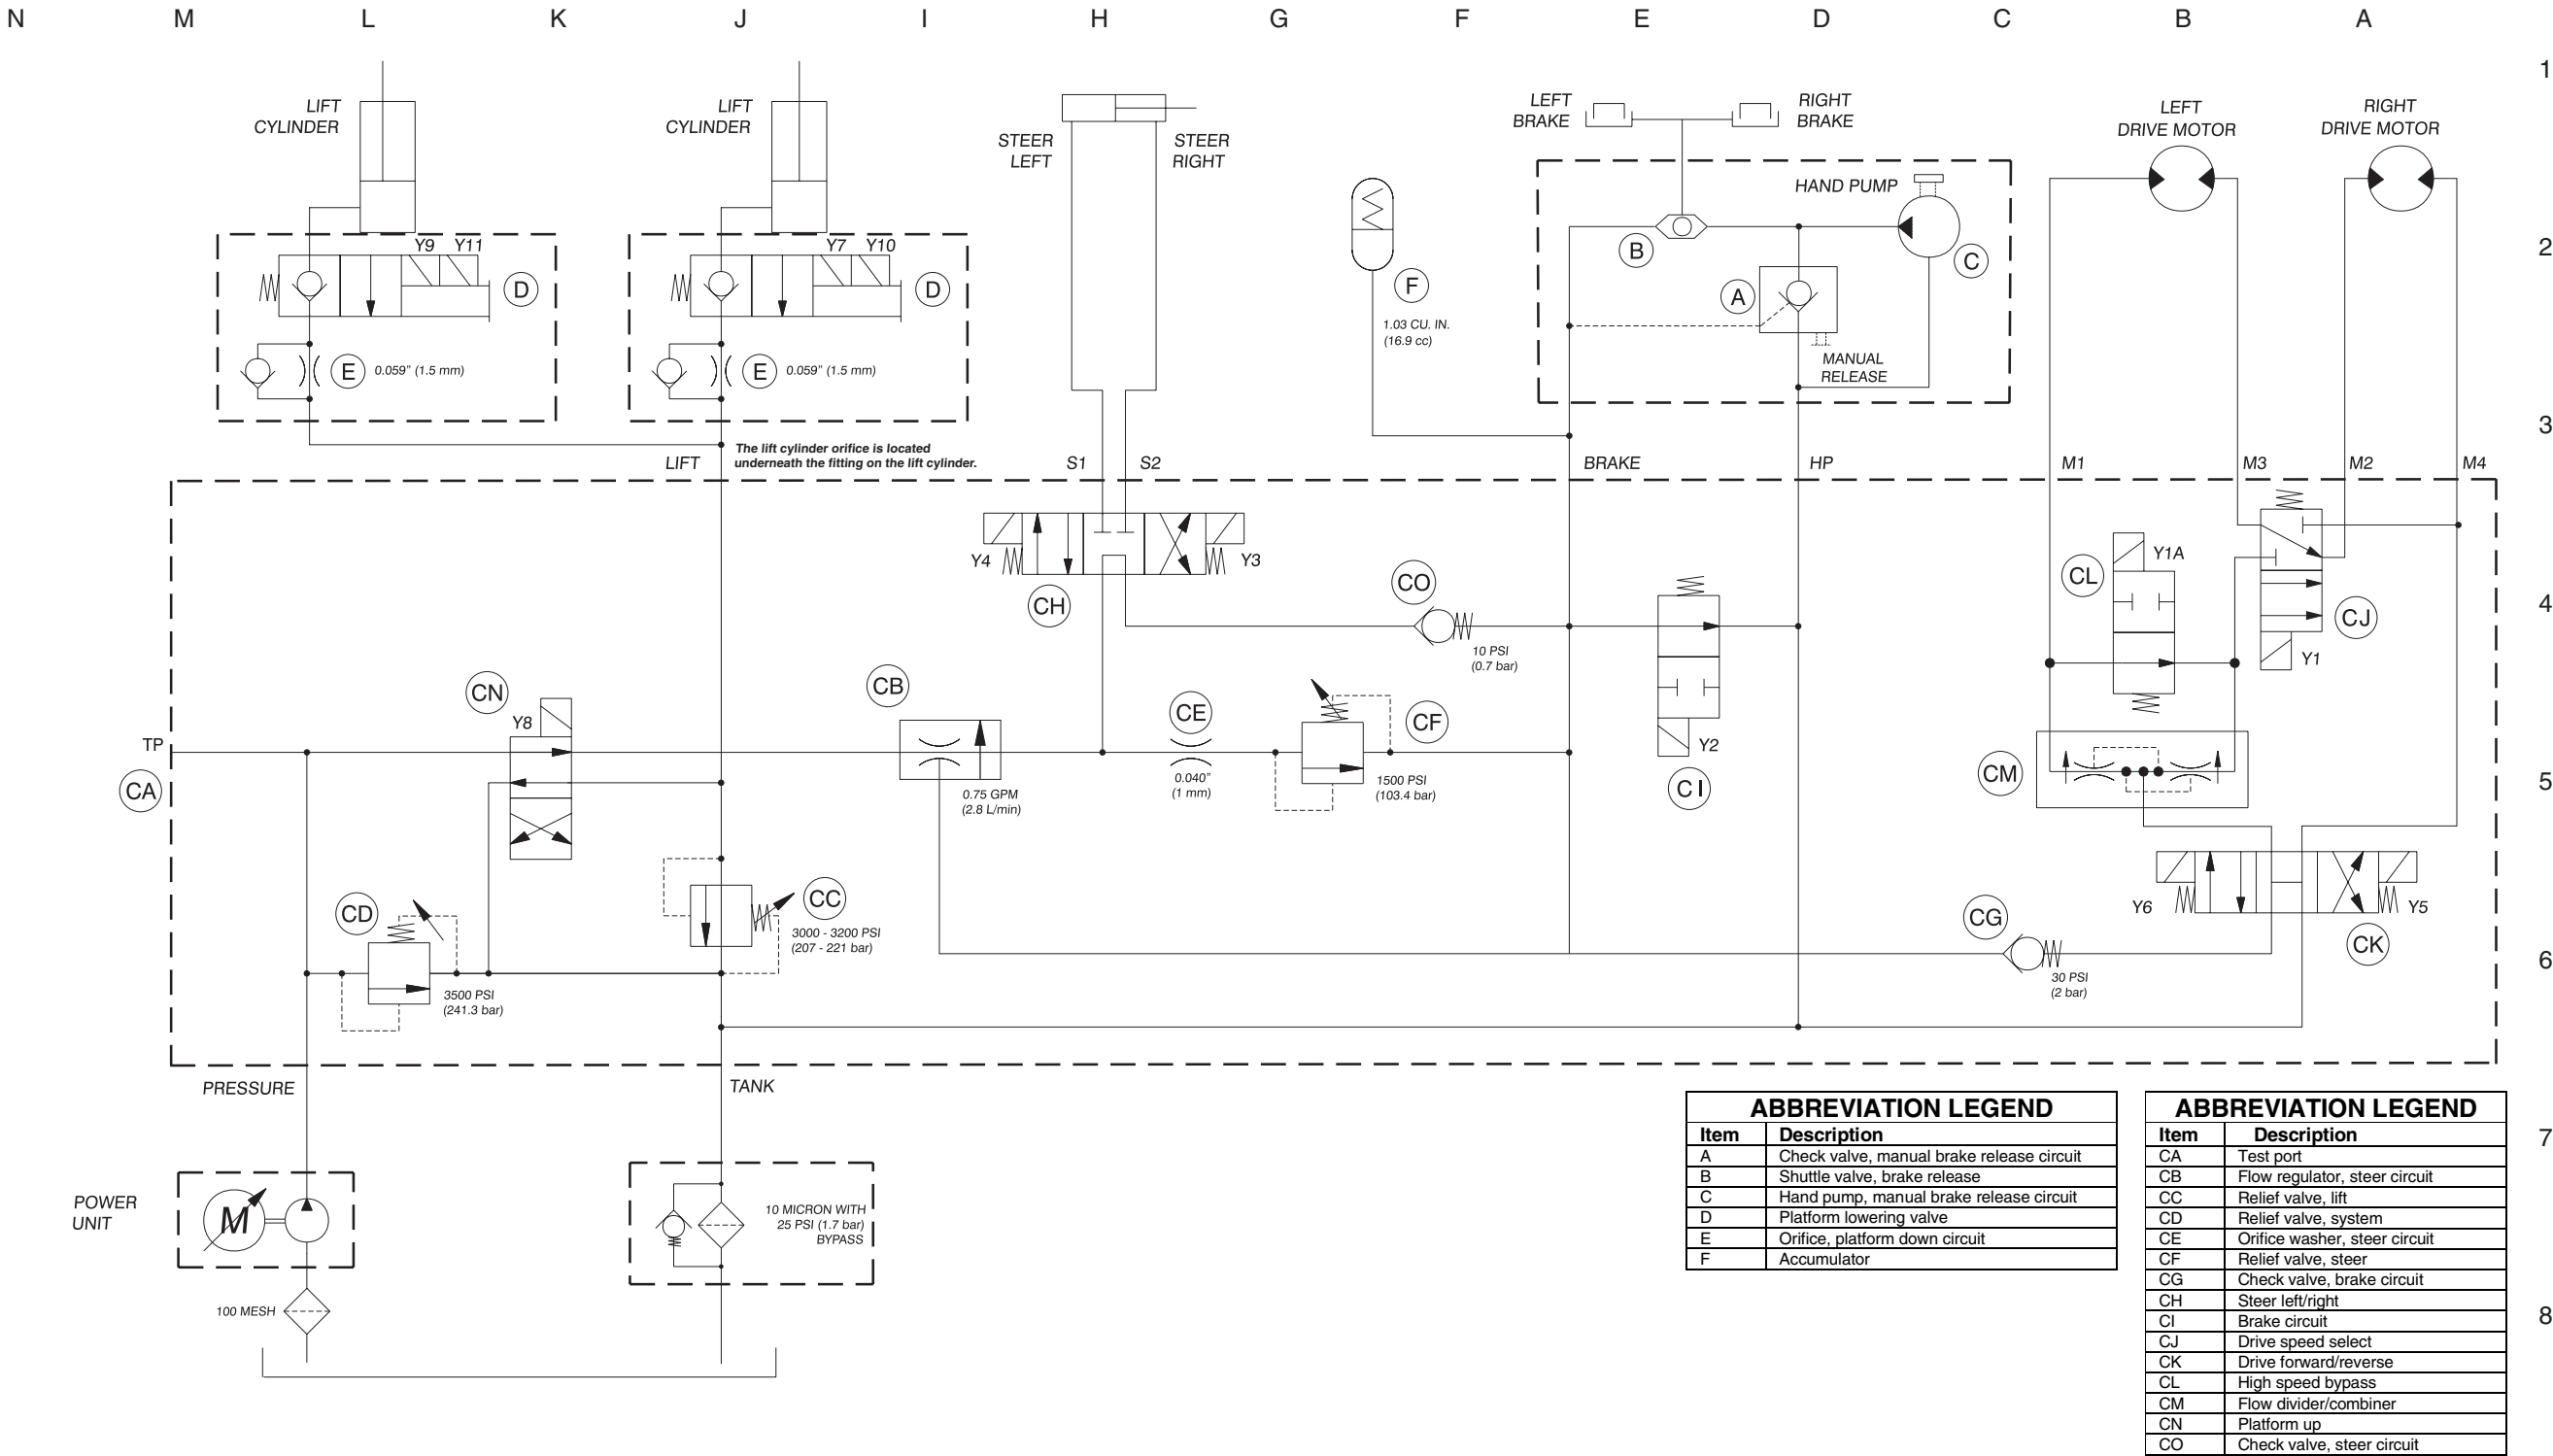 N M L K J I H G F E D C B A
1
2
3
4
5
6
7
8
LIFT
CYLINDER
LIFT
CYLINDER
STEER
LEFT
STEER
RIGHT
LEFT
BRAKE
RIGHT
BRAKE
LEFT
DRIVE MOTOR
RIGHT
DRIVE MOTOR
HAND PUMP
Y9 Y11
D
Y7 Y10
D
F
1.03 CU. IN.
(16.9 cc)
B
C
A
MANUAL
RELEASE
E 0.059" (1.5 mm)
E 0.059" (1.5 mm)
The lift cylinder orifice is located
underneath the fitting on the lift cylinder.
LIFT
S1 S2
BRAKE
HP
M1 M3 M2 M4
Y4 Y3
CH
CO
10 PSI
(0.7 bar)
CL
Y1A
CJ
Y1
CN
Y8
CB
CE
CF
Y2
CI
TP
CA
0.75 GPM
(2.8 L/min)
0.040"
(1 mm)
1500 PSI
(103.4 bar)
CM
CD
3500 PSI
(241.3 bar)
CC
3000 - 3200 PSI
(207 - 221 bar)
CG
30 PSI
(2 bar)
Y6 Y5
CK
PRESSURE
TANK
POWER
UNIT
M
100 MESH
10 MICRON WITH
25 PSI (1.7 bar)
BYPASS
ABBREVIATION LEGEND
Item Description
A Check valve, manual brake release circuit
B Shuttle valve, brake release
C Hand pump, manual brake release circuit
D Platform lowering valve
E Orifice, platform down circuit
F Accumulator
ABBREVIATION LEGEND
Item Description
CA Test port
CB Flow regulator, steer circuit
CC Relief valve, lift
CD Relief valve, system
CE Orifice washer, steer circuit
CF Relief valve, steer
CG Check valve, brake circuit
CH Steer left/right
CI Brake circuit
CJ Drive speed select
CK Drive forward/reverse
CL High speed bypass
CM Flow divider/combiner
CN Platform up
CO Check valve, steer circuit